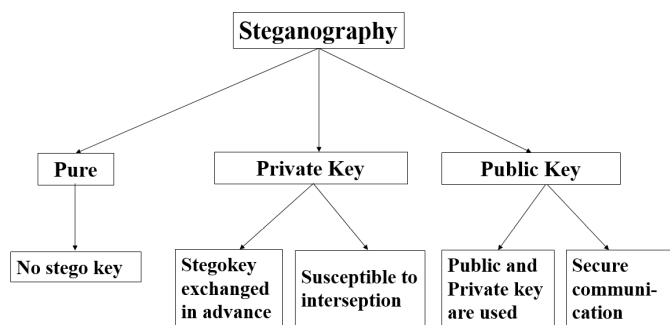 Steganography
Pure
Private Key
Public Key
No stego key
Stegokey
exchanged
in advance
Susceptible to
interseption
Public and
Private key
are used
Secure
communi-
cation